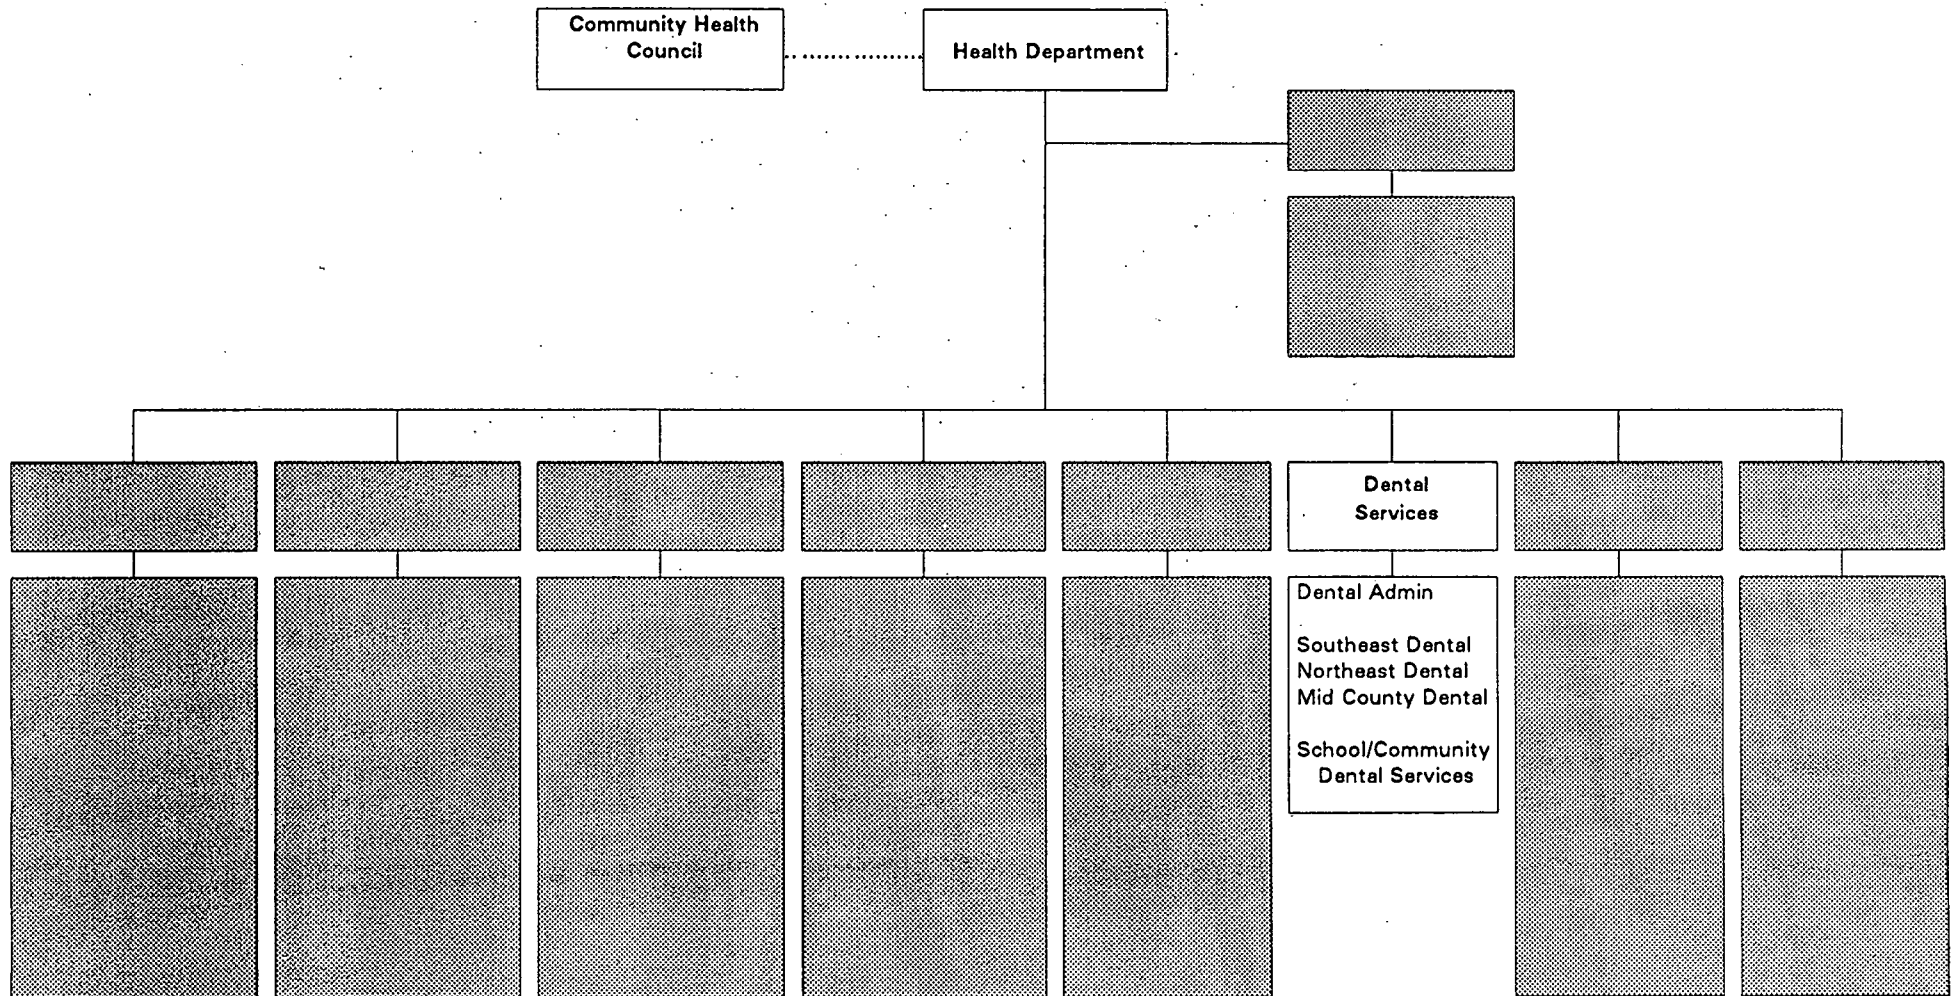 Community Health
Council
Health Department
Dental
Services
Dental Admin
Southeast Dental
Northeast Dental
Mid County Dental
School/Community
Dental Services